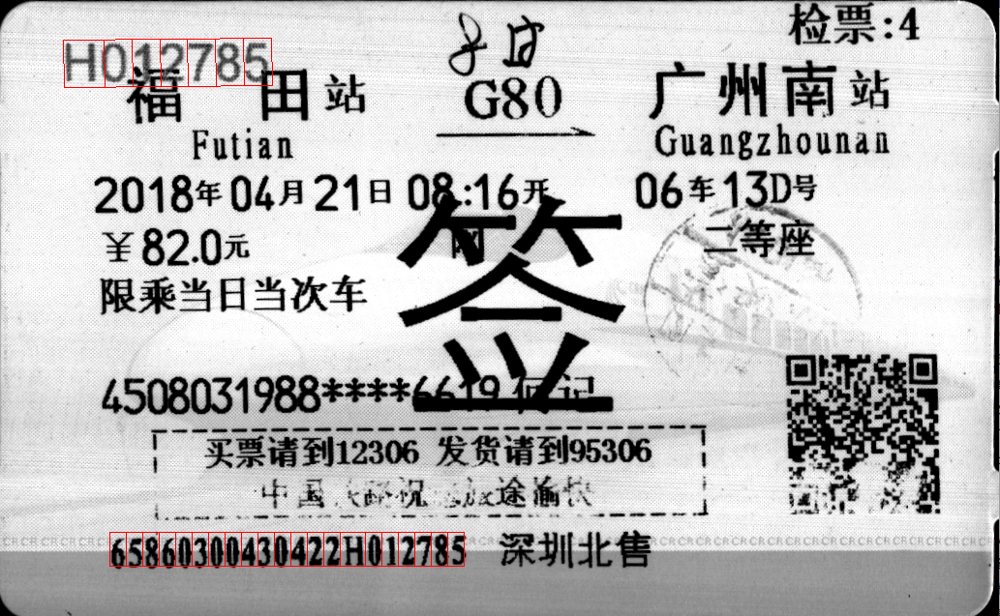 检票:4
H012785
福田站 G80 广州南站
Futian Guangzhounan
2018年04月21日 08:16开 06车13D号
¥82.0元 网 二等座
限乘当日当次车
签
4508031988****6619
买票请到12306 发货请到95306
中国铁路祝您旅途愉快
65860300430422H012785 深圳北售